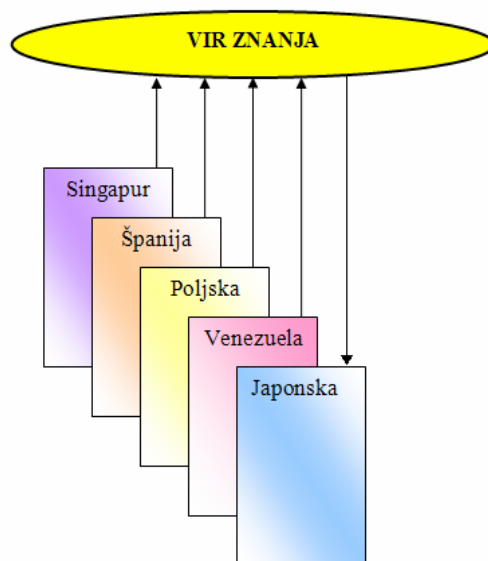 VIR ZNANJA
Singapur
Španija
Poljska
Venezuela
Japonska